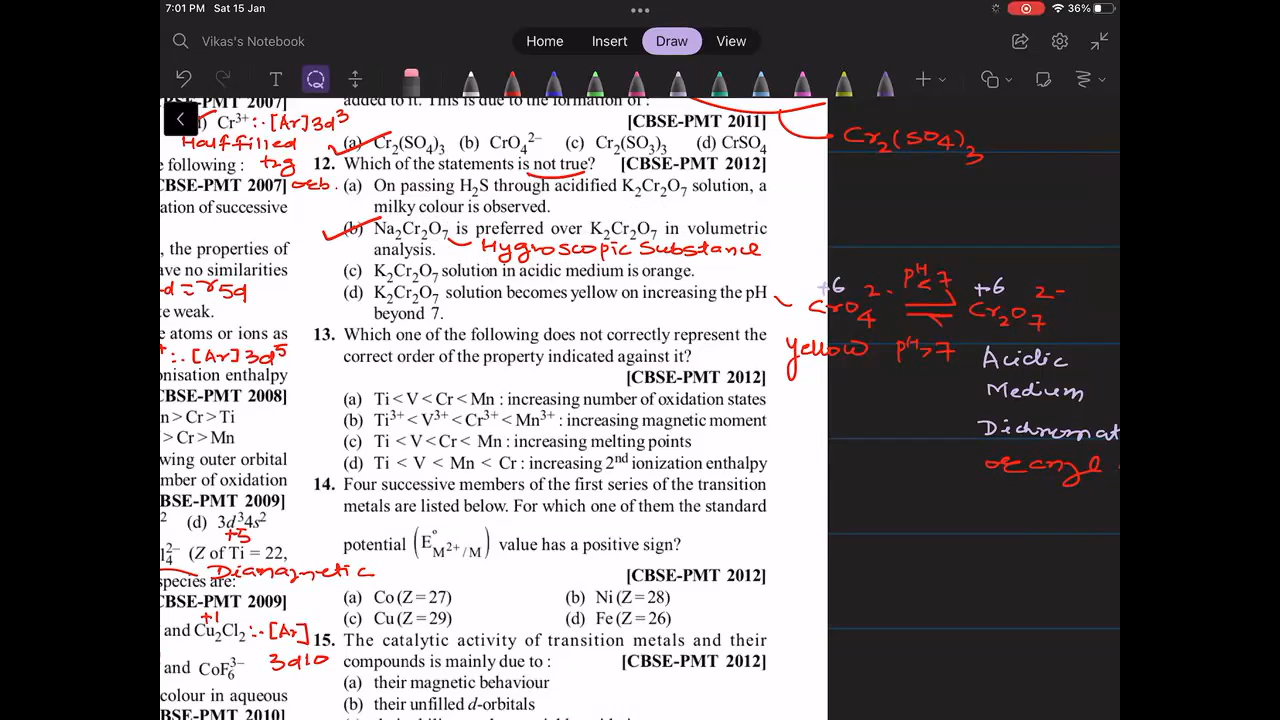 7:01 PM Sat 15 Jan
36%
Vikas's Notebook
Home Insert Draw View
BSE-PMT 2007]
Cr³⁺ :- [Ar]3d³
Half filled
t₂g
e following :
BSE-PMT 2007] orb.
ation of successive
, the properties of
ave no similarities
d = r5d
te weak.
e atoms or ions as
:- [Ar]3d⁵
onisation enthalpy
BSE-PMT 2008]
n > Cr > Ti
> Cr > Mn
wing outer orbital
mber of oxidation
BSE-PMT 2009]
² (d) 3d³4s²
+5
l₄²⁻ (Z of Ti = 22,
Diamagnetic
species are:
CBSE-PMT 2009]
+1
and Cu₂Cl₂ :- [Ar]
3d10
and CoF₆³⁻
colour in aqueous
BSE-PMT 2010]
added to it. This is due to the formation of :
[CBSE-PMT 2011]
(a) Cr₂(SO₄)₃ (b) CrO₄²⁻ (c) Cr₂(SO₃)₃ (d) CrSO₄
12. Which of the statements is not true? [CBSE-PMT 2012]
(a) On passing H₂S through acidified K₂Cr₂O₇ solution, a
milky colour is observed.
(b) Na₂Cr₂O₇ is preferred over K₂Cr₂O₇ in volumetric
analysis. Hygroscopic Substance
(c) K₂Cr₂O₇ solution in acidic medium is orange.
(d) K₂Cr₂O₇ solution becomes yellow on increasing the pH
beyond 7.
13. Which one of the following does not correctly represent the
correct order of the property indicated against it?
[CBSE-PMT 2012]
(a) Ti < V < Cr < Mn : increasing number of oxidation states
(b) Ti³⁺ < V³⁺ < Cr³⁺ < Mn³⁺ : increasing magnetic moment
(c) Ti < V < Cr < Mn : increasing melting points
(d) Ti < V < Mn < Cr : increasing 2nd ionization enthalpy
14. Four successive members of the first series of the transition
metals are listed below. For which one of them the standard
potential (E°M²⁺/M) value has a positive sign?
[CBSE-PMT 2012]
(a) Co (Z = 27) (b) Ni (Z = 28)
(c) Cu (Z = 29) (d) Fe (Z = 26)
15. The catalytic activity of transition metals and their
compounds is mainly due to : [CBSE-PMT 2012]
(a) their magnetic behaviour
(b) their unfilled d-orbitals
Cr₂(SO₄)₃
+6 pH<7 +6
CrO₄²⁻ ⇌ Cr₂O₇²⁻
yellow pH>7
Acidic
Medium
Dichromat
orange